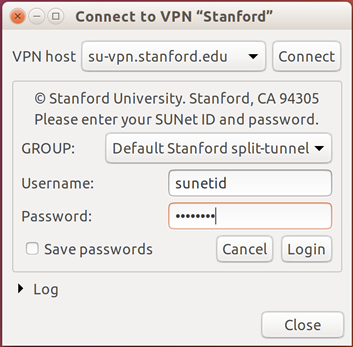 Connect to VPN “Stanford”
VPN host su-vpn.stanford.edu Connect
© Stanford University. Stanford, CA 94305
Please enter your SUNet ID and password.
GROUP: Default Stanford split-tunnel
Username: sunetid
Password: ••••••••
Save passwords Cancel Login
Log
Close